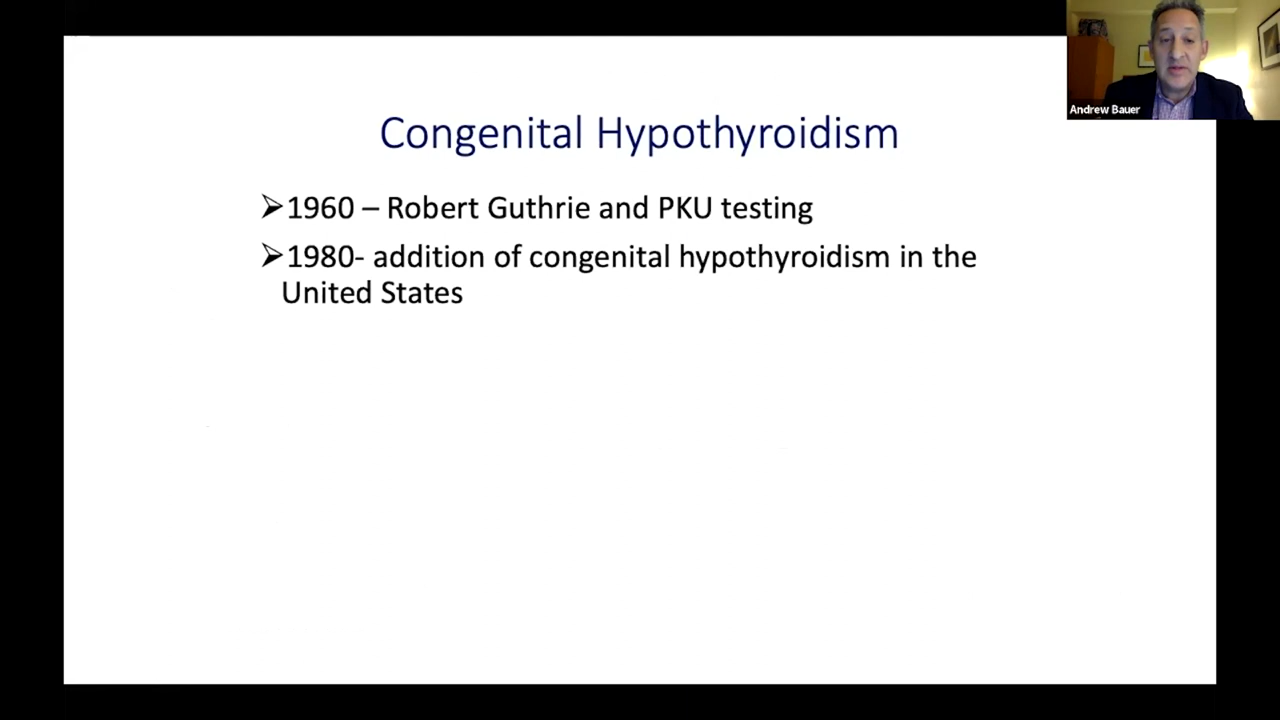 Andrew Bauer
Congenital Hypothyroidism
➢1960 – Robert Guthrie and PKU testing
➢1980- addition of congenital hypothyroidism in the
United States